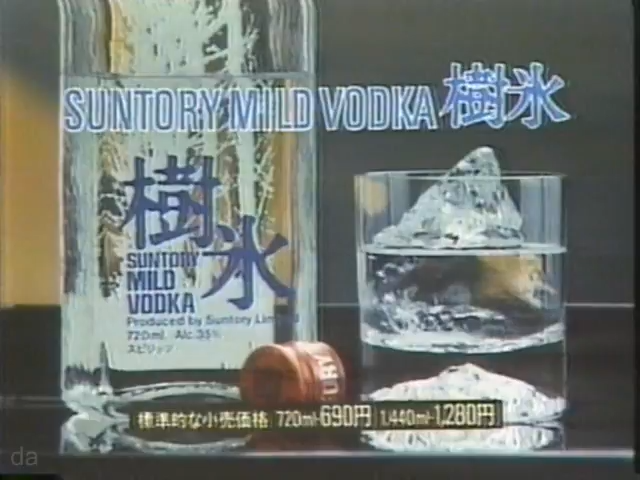 SUNTORY MILD VODKA 樹氷
樹氷
SUNTORY
MILD
VODKA
Produced by Suntory Lim d
720ml Alc.35%
スピリッツ
標準的な小売価格 720ml-690円 1,440ml-1,280円
da